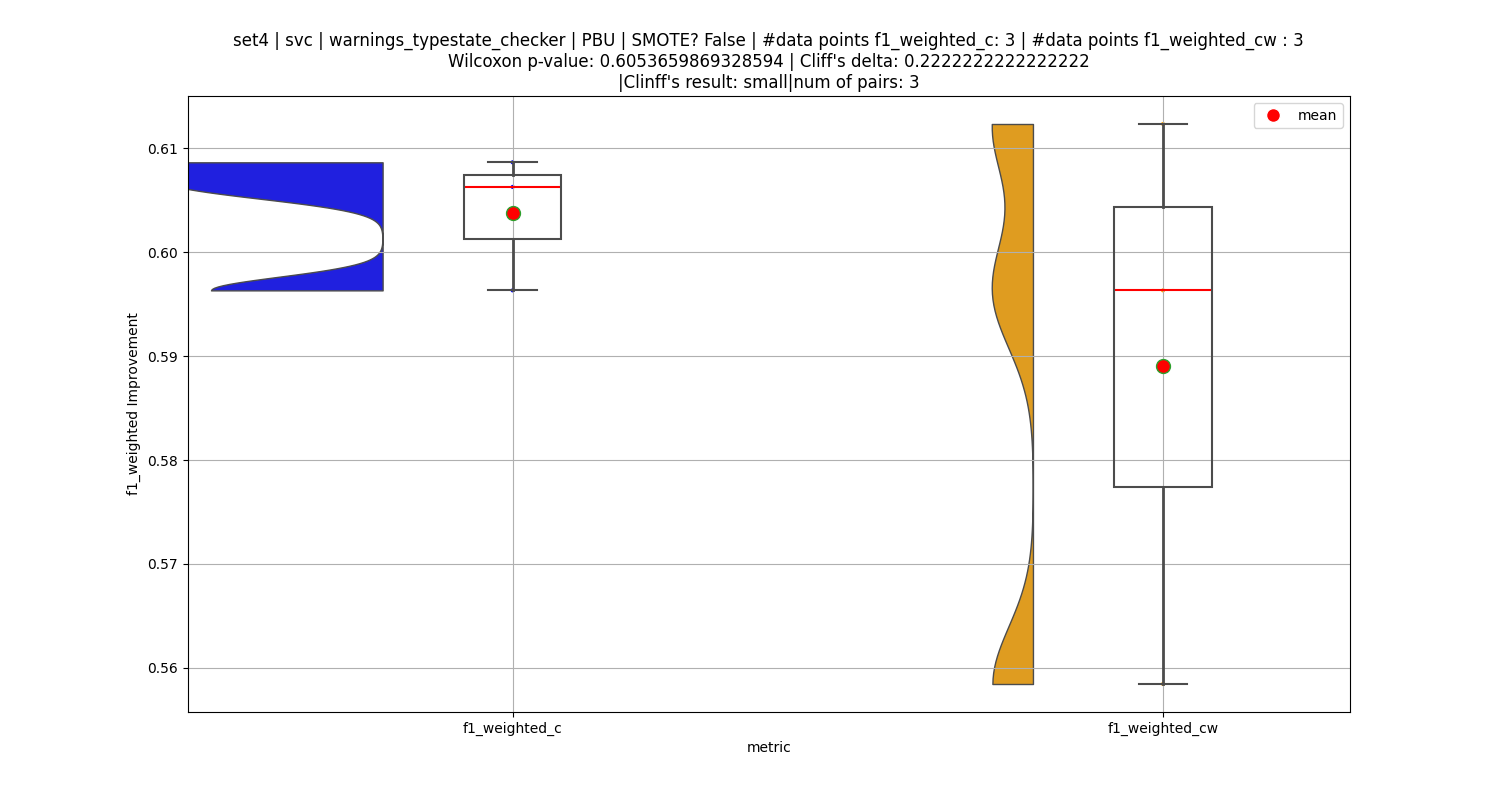 set4 | svc | warnings_typestate_checker | PBU | SMOTE? False | #data points f1_weighted_c: 3 | #data points f1_weighted_cw : 3
Wilcoxon p-value: 0.6053659869328594 | Cliff's delta: 0.2222222222222222
|Clinff's result: small|num of pairs: 3
mean
0.61
0.60
0.59
0.58
0.57
0.56
f1_weighted Improvement
f1_weighted_c
f1_weighted_cw
metric